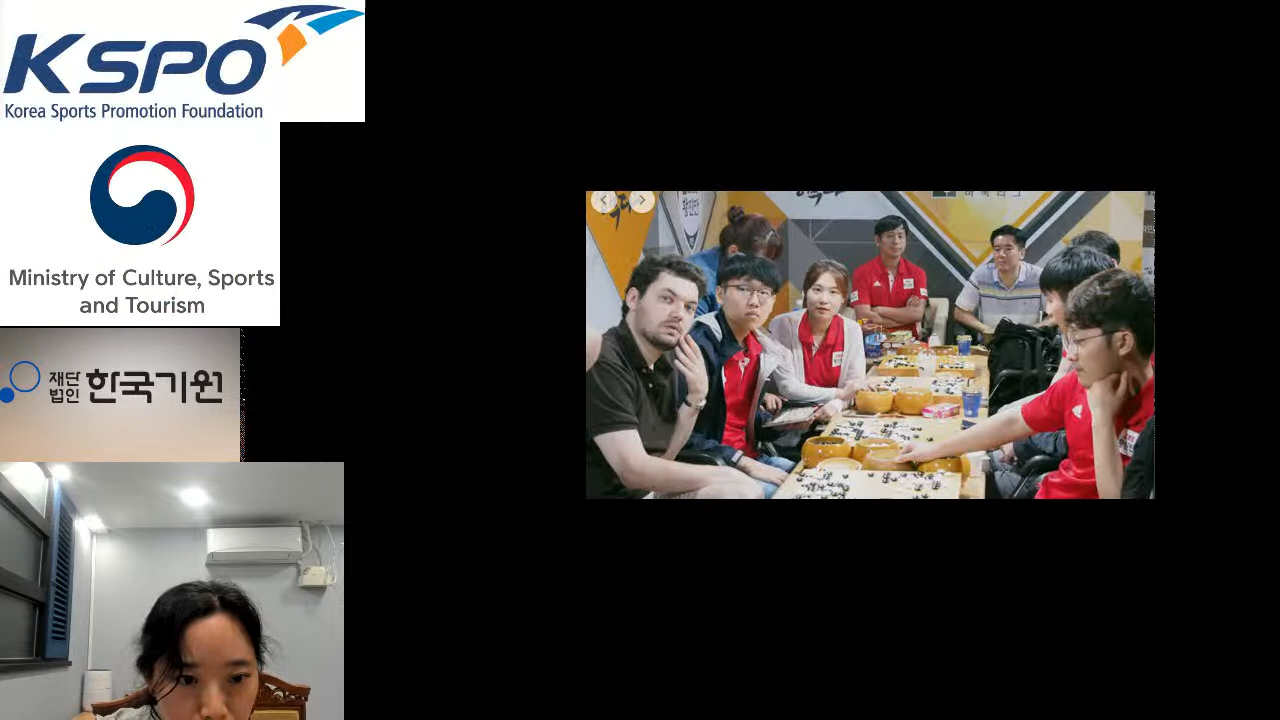 KSPO
Korea Sports Promotion Foundation
Ministry of Culture, Sports
and Tourism
재단
법인
한국기원